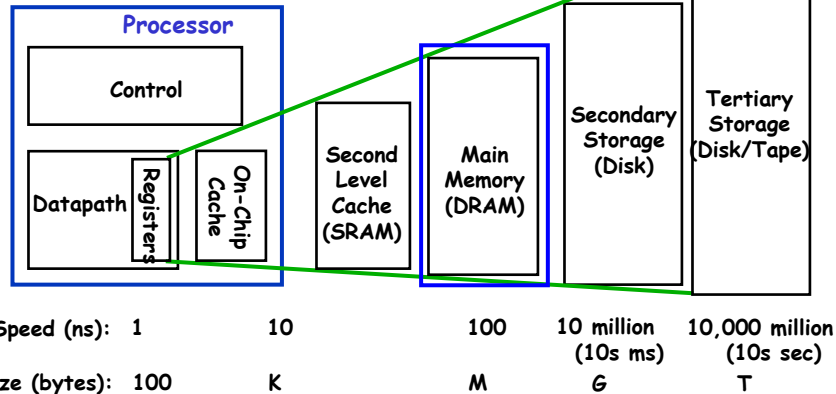 Processor
Control
Datapath
Registers
On-Chip
Cache
Second
Level
Cache
(SRAM)
Main
Memory
(DRAM)
Secondary
Storage
(Disk)
Tertiary
Storage
(Disk/Tape)
Speed (ns): 1 10 100 10 million 10,000 million
(10s ms) (10s sec)
ze (bytes): 100 K M G T